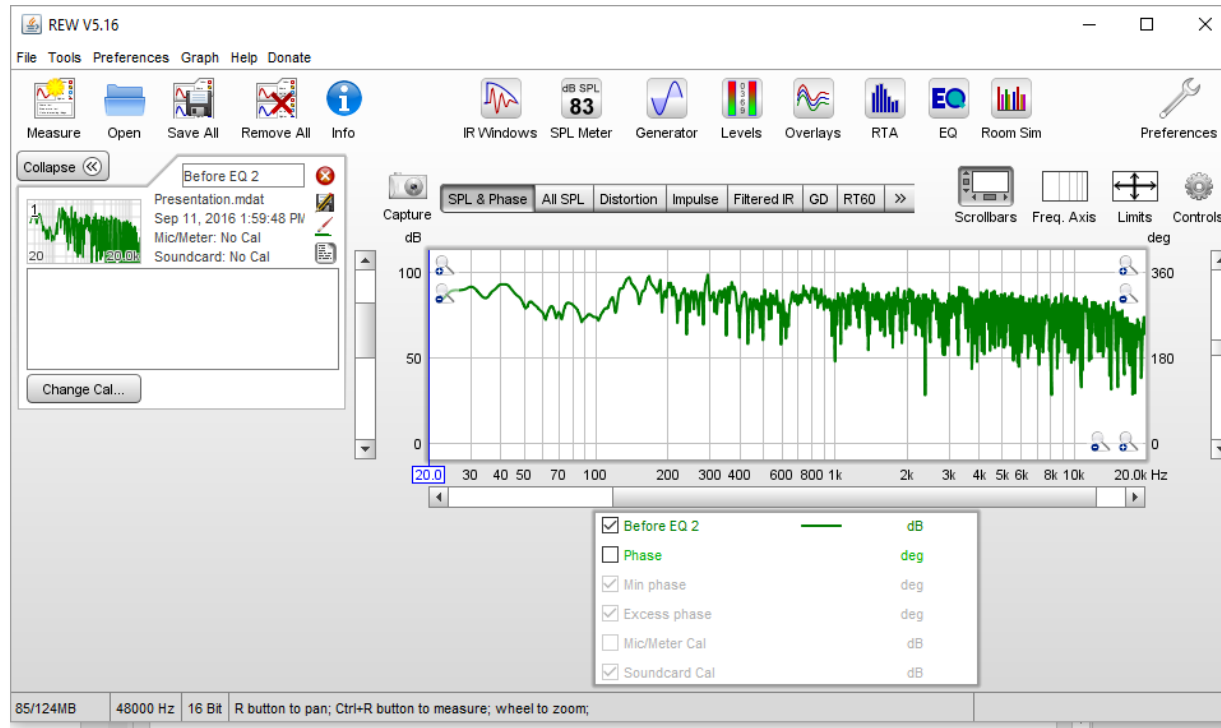 REW V5.16
File Tools Preferences Graph Help Donate
dB SPL
83
Measure Open Save All Remove All Info IR Windows SPL Meter Generator Levels Overlays RTA EQ Room Sim Preferences
Collapse
Before EQ 2
Presentation.mdat
Sep 11, 2016 1:59:48 PM
Mic/Meter: No Cal
Soundcard: No Cal
1
20 20.0k
Change Cal...
Capture
SPL & Phase All SPL Distortion Impulse Filtered IR GD RT60 >>
Scrollbars Freq. Axis Limits Controls
dB deg
100 360
50 180
0 0
20.0 30 40 50 70 100 200 300 400 600 800 1k 2k 3k 4k 5k 6k 8k 10k 20.0k Hz
Before EQ 2 dB
Phase deg
Min phase deg
Excess phase deg
Mic/Meter Cal dB
Soundcard Cal dB
85/124MB 48000 Hz 16 Bit R button to pan; Ctrl+R button to measure; wheel to zoom;